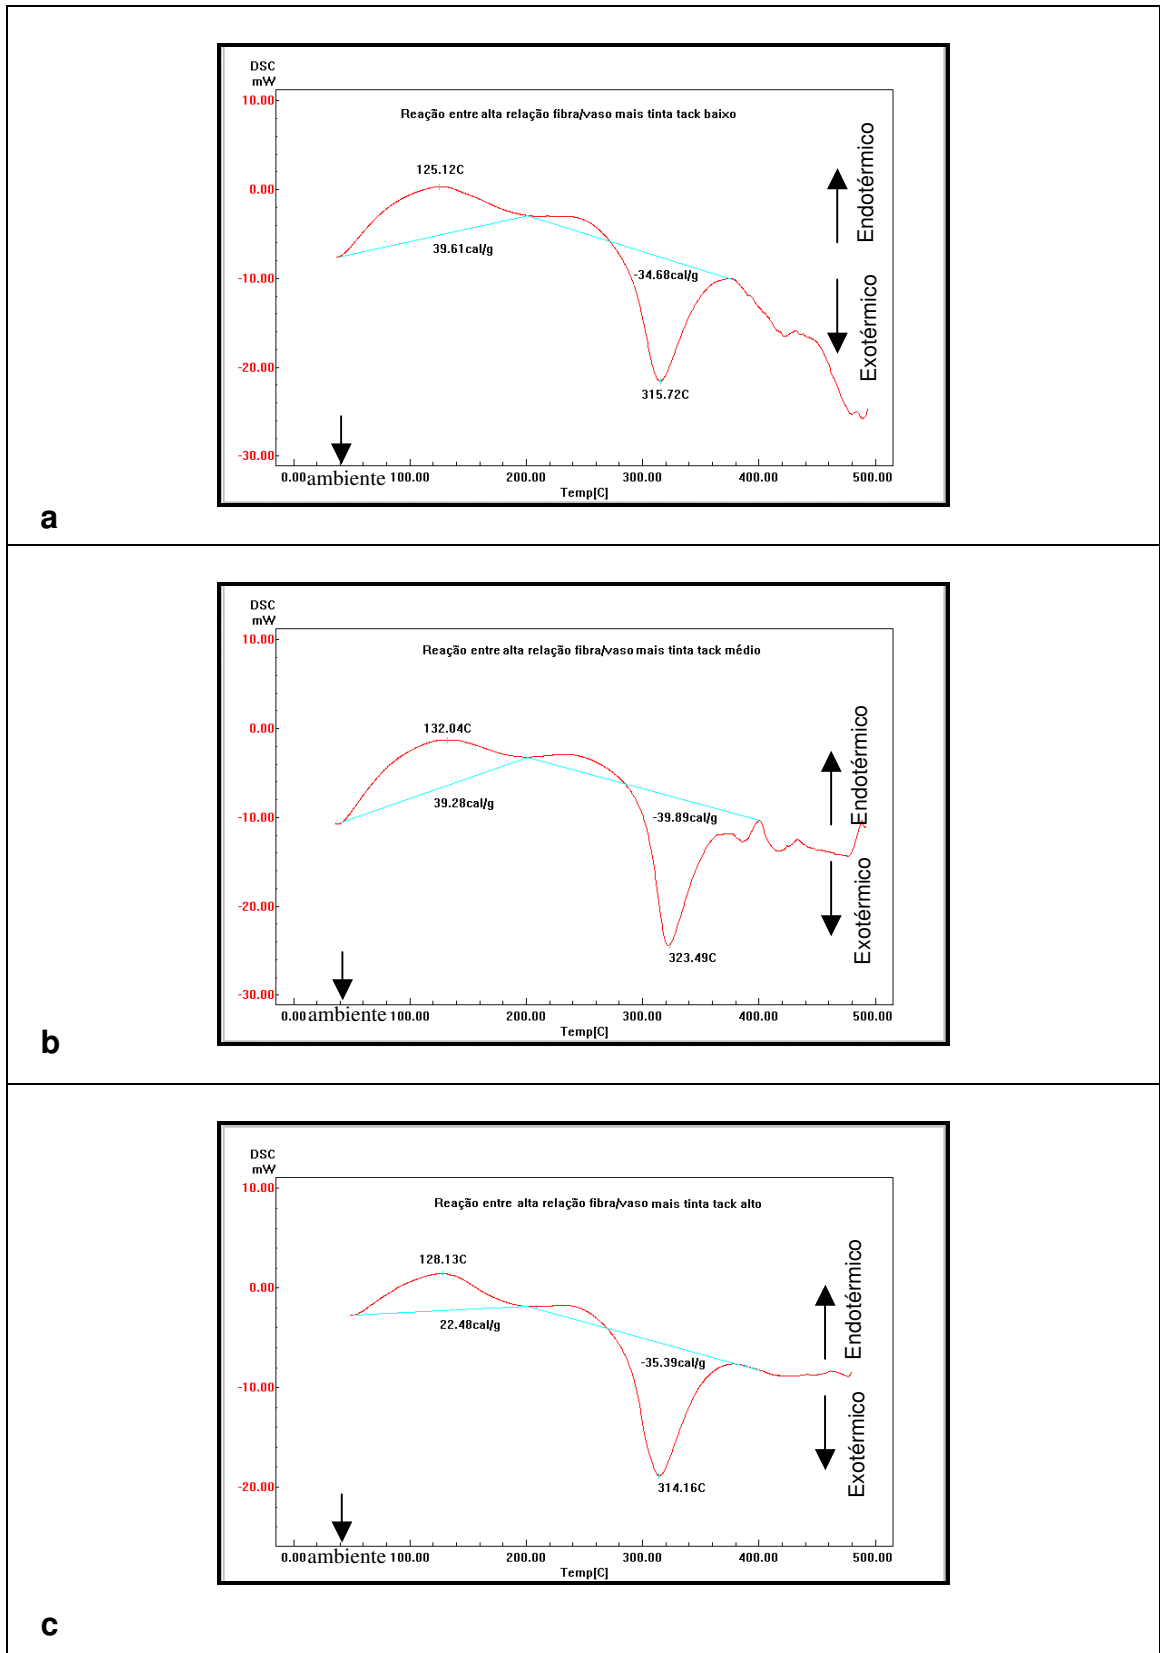 DSC
mW
10.00
Reação entre alta relação fibra/vaso mais tinta tack baixo
125.12C
0.00
39.61cal/g
-10.00
-34.68cal/g
-20.00
315.72C
-30.00
0.00 ambiente 100.00 200.00 300.00 400.00 500.00
Temp[C]
Endotérmico
Exotérmico
a
DSC
mW
10.00
Reação entre alta relação fibra/vaso mais tinta tack médio
0.00
132.04C
39.28cal/g
-10.00
-39.89cal/g
-20.00
323.49C
-30.00
0.00 ambiente 100.00 200.00 300.00 400.00 500.00
Temp[C]
Endotérmico
Exotérmico
b
DSC
mW
10.00
Reação entre alta relação fibra/vaso mais tinta tack alto
128.13C
0.00
22.48cal/g
-35.39cal/g
-10.00
-20.00
314.16C
0.00 ambiente 100.00 200.00 300.00 400.00 500.00
Temp[C]
Endotérmico
Exotérmico
c